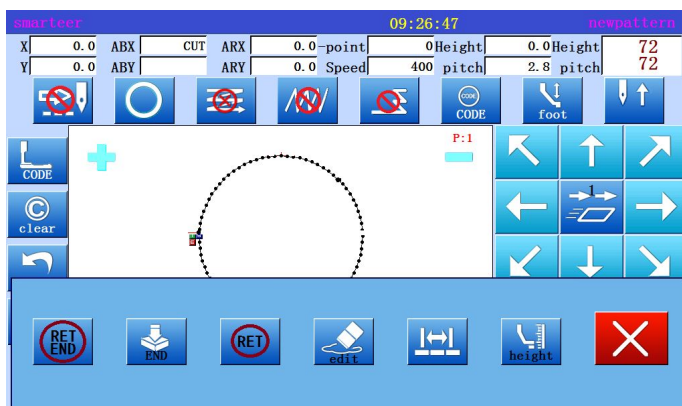 smarteer 09:26:47 newpattern
X 0.0 ABX CUT ARX 0.0 -point 0 Height 0.0 Height 72
Y 0.0 ABY ARY 0.0 Speed 400 pitch 2.8 pitch 72
CODE
CODE
foot
P:1
CODE
1
C
clear
RET
END
END
RET
edit
height